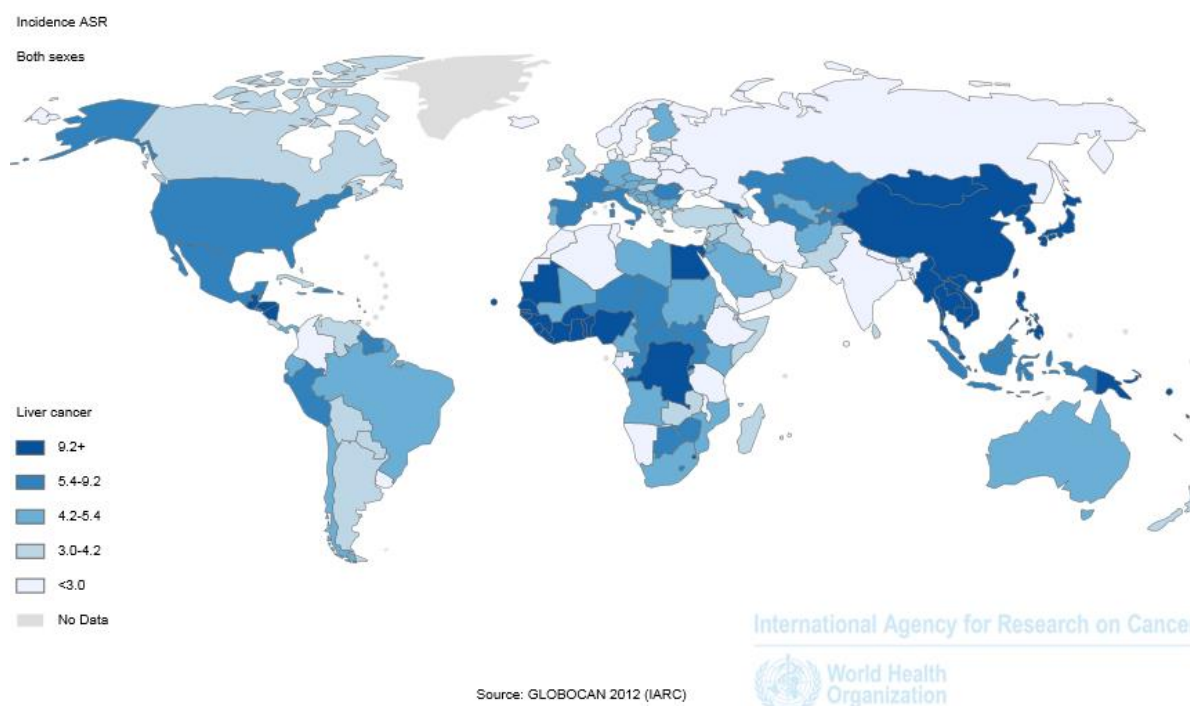 Incidence ASR
Both sexes
Liver cancer
9.2+
5.4-9.2
4.2-5.4
3.0-4.2
<3.0
No Data
International Agency for Research on Cance
World Health
Organization
Source: GLOBOCAN 2012 (IARC)